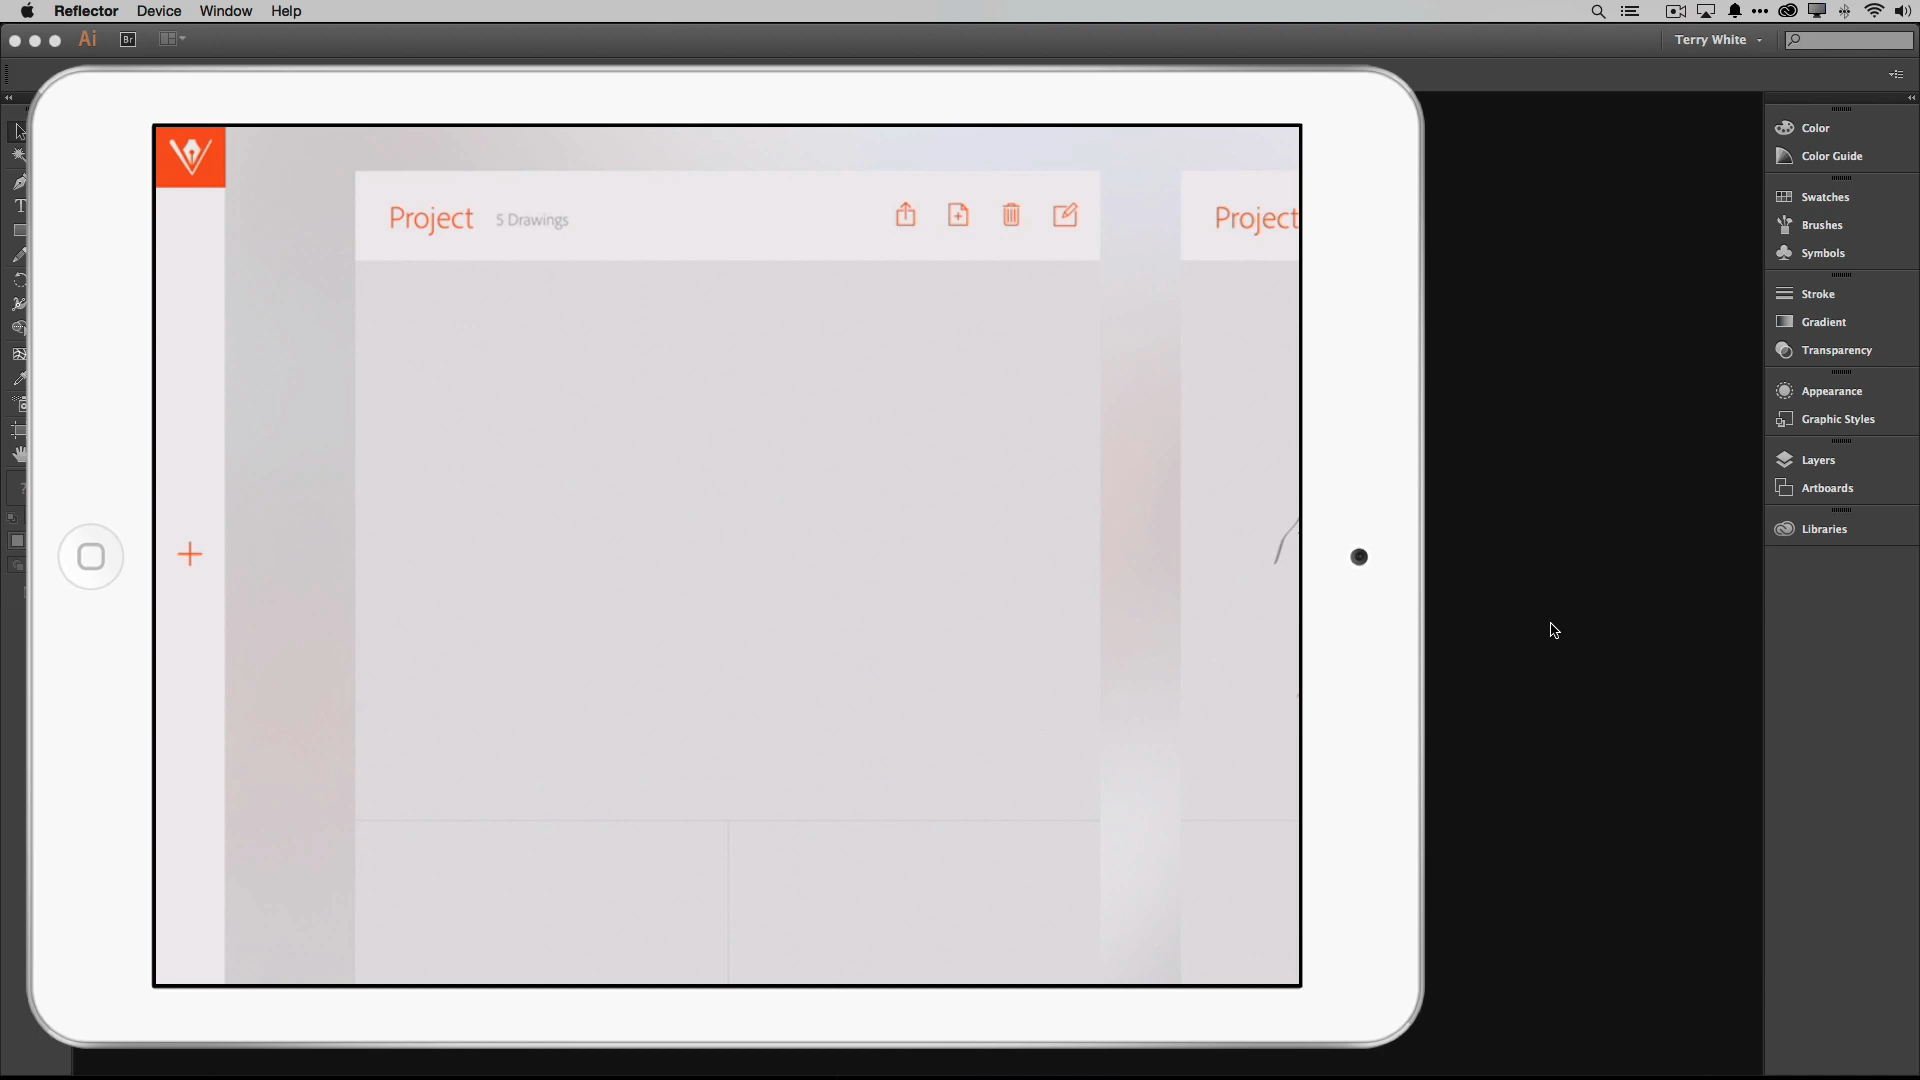 Reflector Device Window Help
Ai Br Terry White
Project 5 Drawings
Project
Color
Color Guide
Swatches
Brushes
Symbols
Stroke
Gradient
Transparency
Appearance
Graphic Styles
Layers
Artboards
Libraries